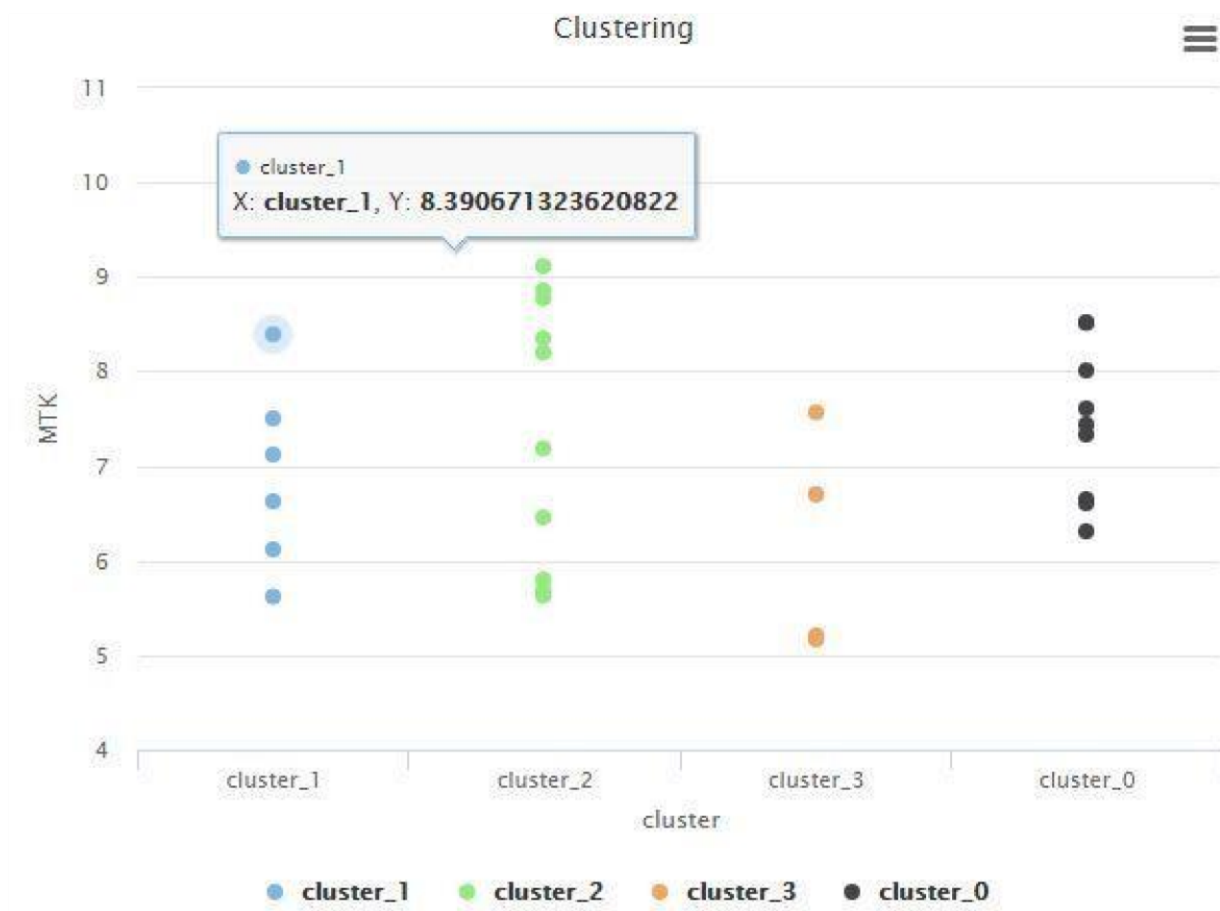 Clustering
11
cluster_1
10
X: cluster_1, Y: 8.390671323620822
9
8
MTK
7
6
5
4
cluster_1 cluster_2 cluster_3 cluster_0
cluster
cluster_1 cluster_2 cluster_3 cluster_0